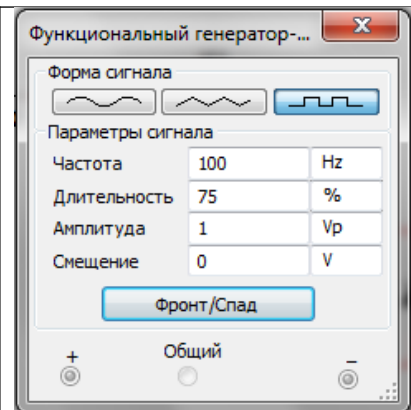 Функциональный генератор-...
Форма сигнала
Параметры сигнала
Частота 100 Hz
Длительность 75 %
Амплитуда 1 Vp
Смещение 0 V
Фронт/Спад
+ Общий −